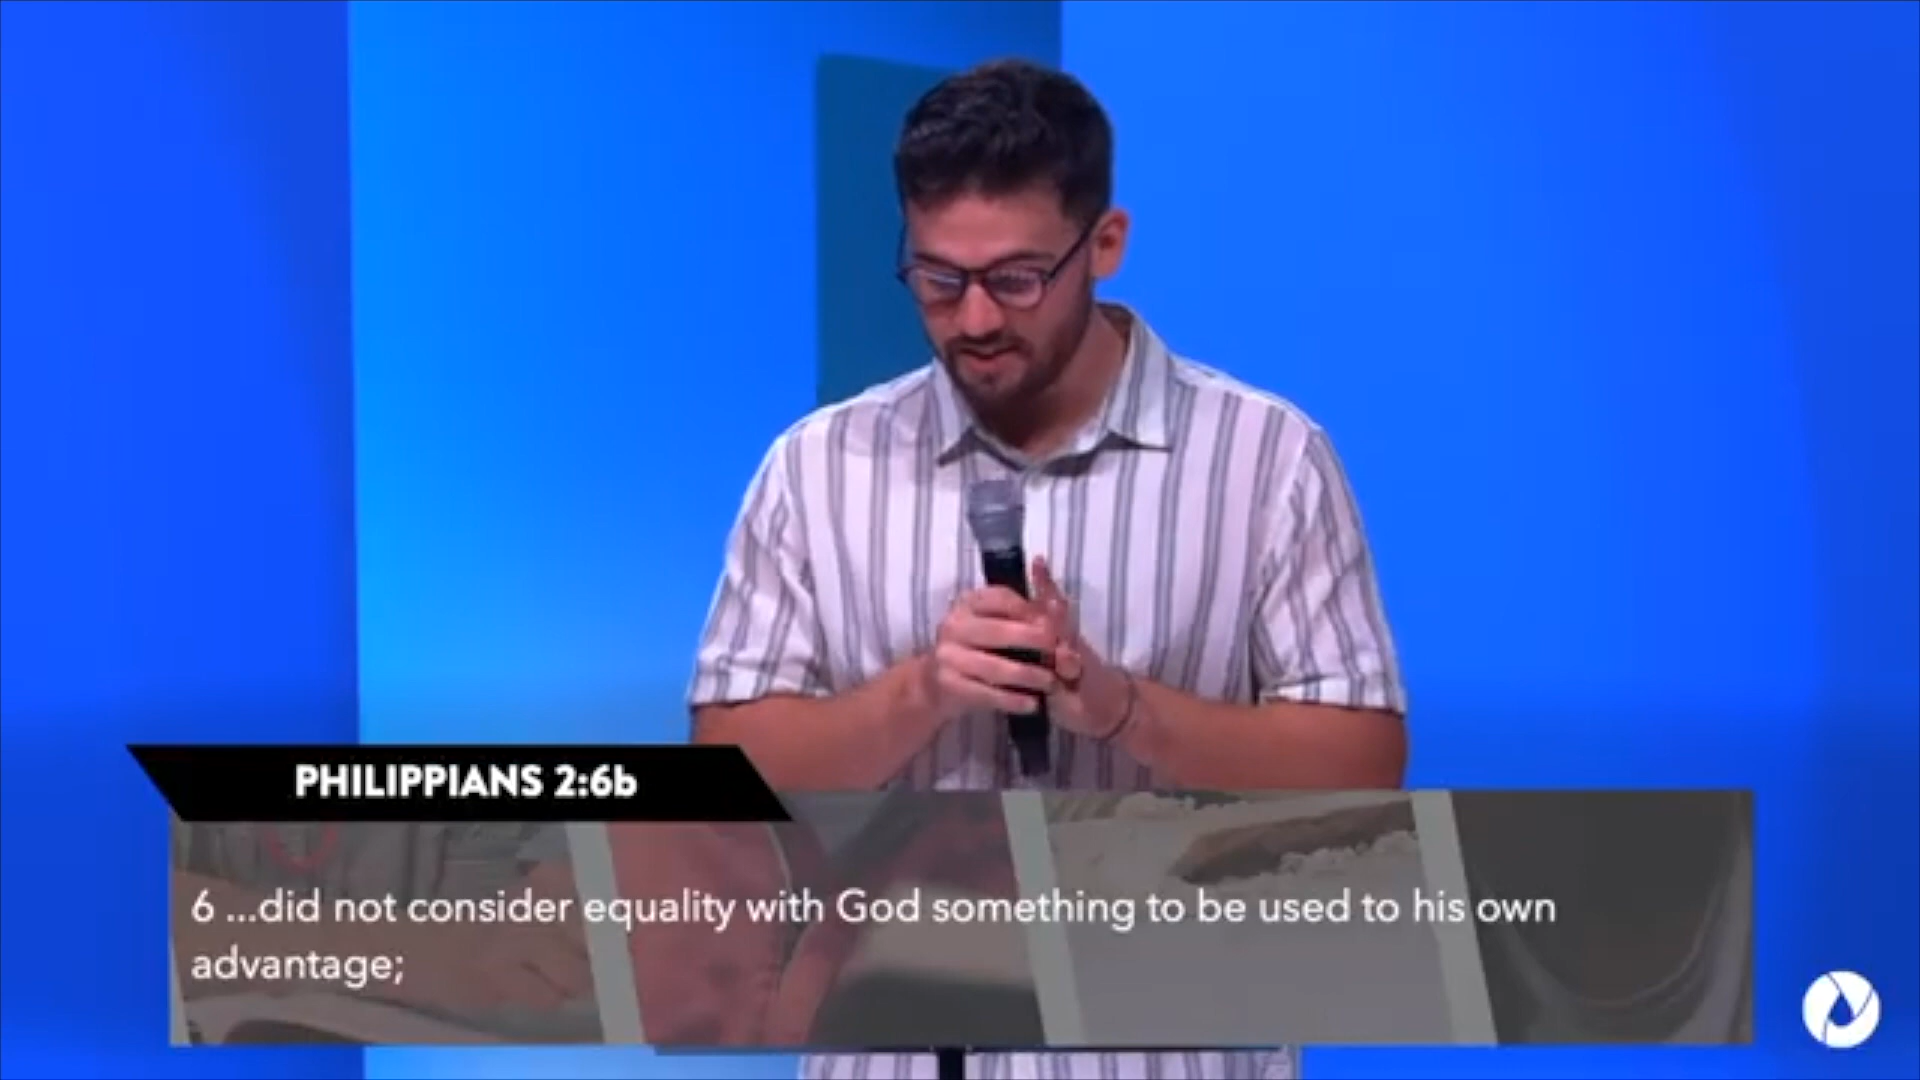 PHILIPPIANS 2:6b
6 ...did not consider equality with God something to be used to his own
advantage;